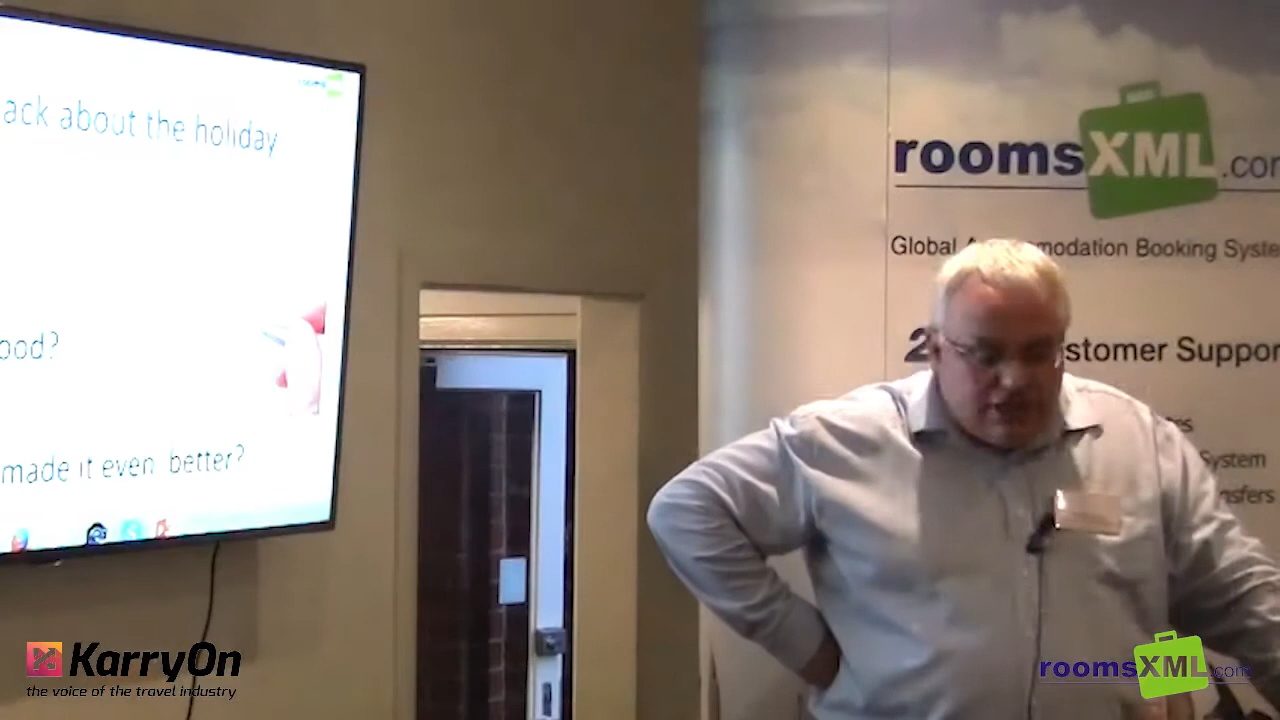 rooms
ack about the holiday
ood?
made it even better?
roomsXML.com
Global modation Booking Syste
stomer Suppor
System
nsfers
KarryOn
the voice of the travel industry
roomsXML.com